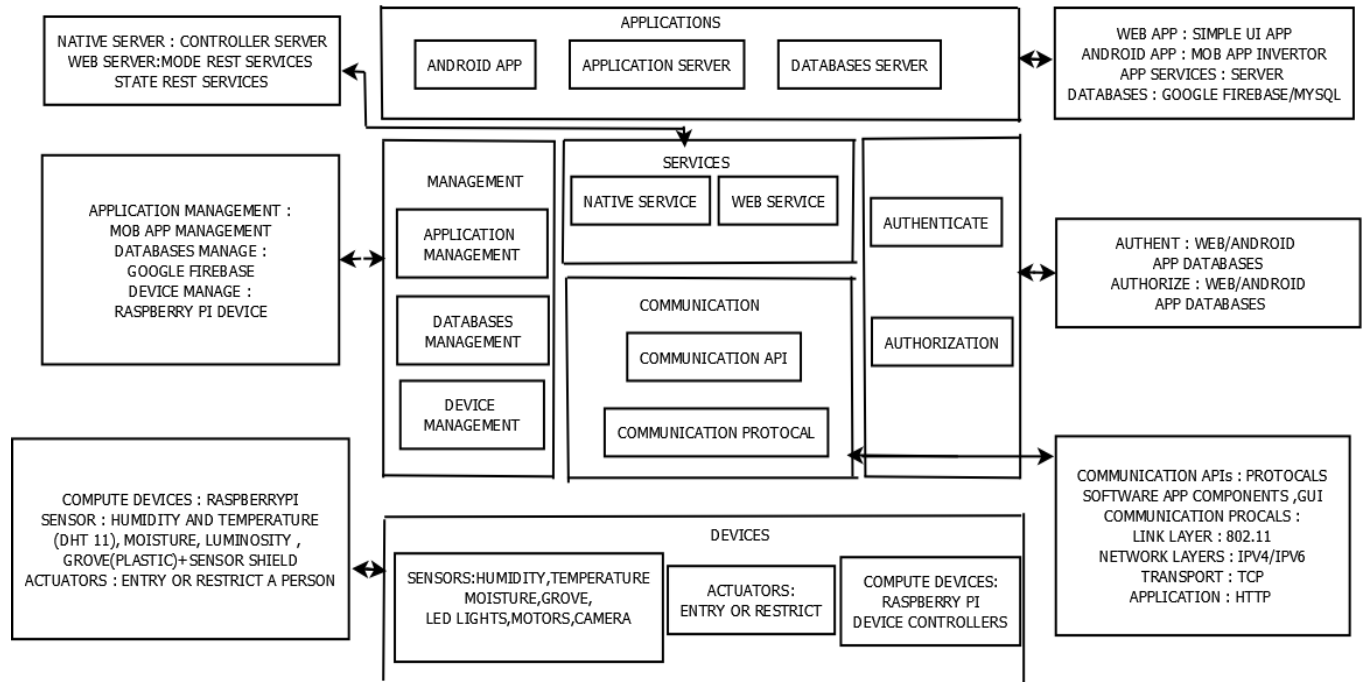 APPLICATIONS
NATIVE SERVER : CONTROLLER SERVER
WEB SERVER:MODE REST SERVICES
STATE REST SERVICES
ANDROID APP
APPLICATION SERVER
DATABASES SERVER
WEB APP : SIMPLE UI APP
ANDROID APP : MOB APP INVERTOR
APP SERVICES : SERVER
DATABASES : GOOGLE FIREBASE/MYSQL
APPLICATION MANAGEMENT :
MOB APP MANAGEMENT
DATABASES MANAGE :
GOOGLE FIREBASE
DEVICE MANAGE :
RASPBERRY PI DEVICE
MANAGEMENT
APPLICATION
MANAGEMENT
DATABASES
MANAGEMENT
DEVICE
MANAGEMENT
SERVICES
NATIVE SERVICE
WEB SERVICE
COMMUNICATION
COMMUNICATION API
COMMUNICATION PROTOCAL
AUTHENTICATE
AUTHORIZATION
AUTHENT : WEB/ANDROID
APP DATABASES
AUTHORIZE : WEB/ANDROID
APP DATABASES
COMPUTE DEVICES : RASPBERRYPI
SENSOR : HUMIDITY AND TEMPERATURE
(DHT 11), MOISTURE, LUMINOSITY ,
GROVE(PLASTIC)+SENSOR SHIELD
ACTUATORS : ENTRY OR RESTRICT A PERSON
DEVICES
SENSORS:HUMIDITY,TEMPERATURE
MOISTURE,GROVE,
LED LIGHTS,MOTORS,CAMERA
ACTUATORS:
ENTRY OR RESTRICT
COMPUTE DEVICES:
RASPBERRY PI
DEVICE CONTROLLERS
COMMUNICATION APIs : PROTOCALS
SOFTWARE APP COMPONENTS ,GUI
COMMUNICATION PROCALS :
LINK LAYER : 802.11
NETWORK LAYERS : IPV4/IPV6
TRANSPORT : TCP
APPLICATION : HTTP